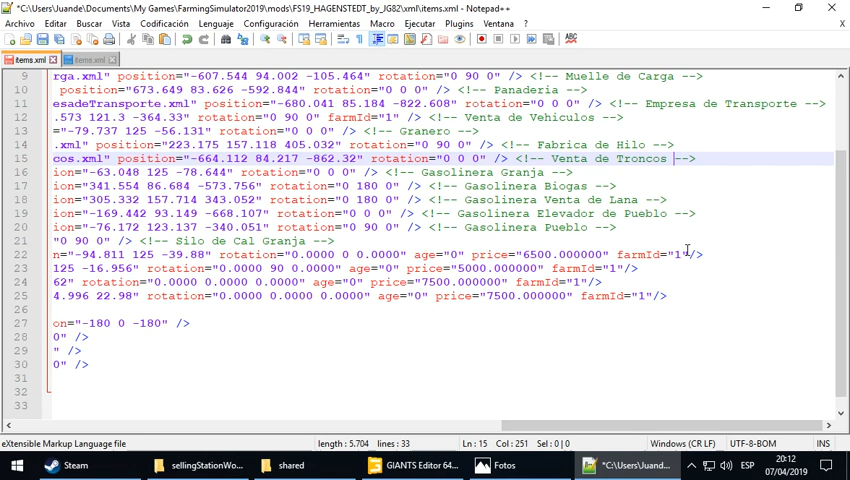 *C:\Users\Juande\Documents\My Games\FarmingSimulator2019\mods\FS19_HAGENSTEDT_by_JG82\xml\items.xml - Notepad++
Archivo Editar Buscar Vista Codificación Lenguaje Configuración Herramientas Macro Ejecutar Plugins Ventana ? X
items.xml items.xml
9 rga.xml" position="-607.544 94.002 -105.464" rotation="0 90 0" /> <!-- Muelle de Carga -->
10 position="673.649 83.626 -592.844" rotation="0 0 0" /> <!-- Panaderia -->
11 esadeTransporte.xml" position="-680.041 85.184 -822.608" rotation="0 0 0" /> <!-- Empresa de Transporte -->
12 .573 121.3 -364.33" rotation="0 90 0" farmId="1" /> <!-- Venta de Vehiculos -->
13 ="-79.737 125 -56.131" rotation="0 0 0" /> <!-- Granero -->
14 .xml" position="223.175 157.118 405.032" rotation="0 90 0" /> <!-- Fabrica de Hilo -->
15 cos.xml" position="-664.112 84.217 -862.32" rotation="0 0 0" /> <!-- Venta de Troncos -->
16 ion="-63.048 125 -78.644" rotation="0 0 0" /> <!-- Gasolinera Granja -->
17 ion="341.554 86.684 -573.756" rotation="0 180 0" /> <!-- Gasolinera Biogas -->
18 ion="305.332 157.714 343.052" rotation="0 180 0" /> <!-- Gasolinera Venta de Lana -->
19 ion="-169.442 93.149 -668.107" rotation="0 0 0" /> <!-- Gasolinera Elevador de Pueblo -->
20 ion="-76.172 123.137 -340.051" rotation="0 90 0" /> <!-- Gasolinera Pueblo -->
21 "0 90 0" /> <!-- Silo de Cal Granja -->
22 n="-94.811 125 -39.88" rotation="0.0000 0 0.0000" age="0" price="6500.000000" farmId="1"/>
23 125 -16.956" rotation="0.0000 90 0.0000" age="0" price="5000.000000" farmId="1"/>
24 62" rotation="0.0000 0.0000 0.0000" age="0" price="7500.000000" farmId="1"/>
25 4.996 22.98" rotation="0.0000 0.0000 0.0000" age="0" price="7500.000000" farmId="1"/>
26
27 on="-180 0 -180" />
28 0" />
29 " />
30 0" />
31
32
33
eXtensible Markup Language file length : 5.704 lines : 33 Ln : 15 Col : 251 Sel : 0 | 0 Windows (CR LF) UTF-8-BOM INS
Steam sellingStationWo... shared GIANTS Editor 64... Fotos *C:\Users\Juande... ESP 20:12
07/04/2019